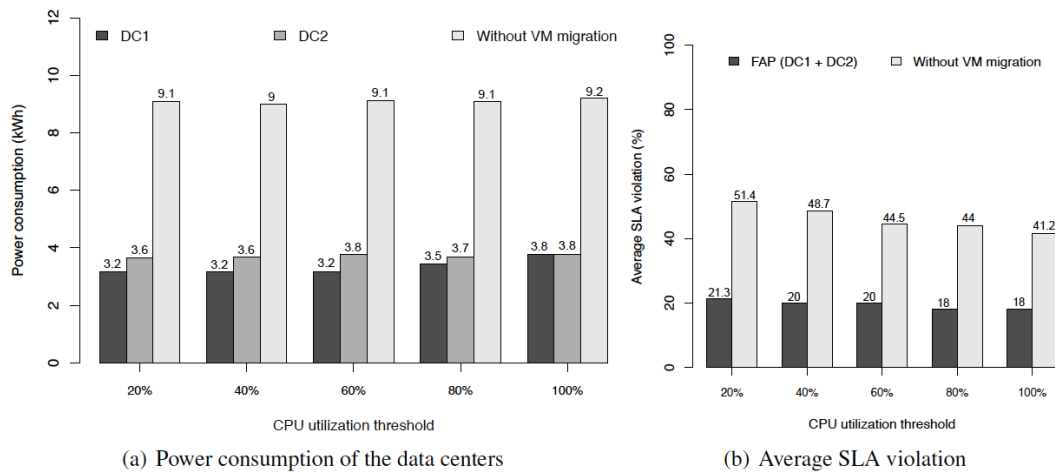 DC1 DC2 Without VM migration
Power consumption (kWh)
12
10
8
6
4
2
0
3.2 3.6 9.1
3.2 3.6 9
3.2 3.8 9.1
3.5 3.7 9.1
3.8 3.8 9.2
20% 40% 60% 80% 100%
CPU utilization threshold
(a) Power consumption of the data centers
FAP (DC1 + DC2) Without VM migration
Average SLA violation (%)
100
80
60
40
20
0
21.3 51.4
20 48.7
20 44.5
18 44
18 41.2
20% 40% 60% 80% 100%
CPU utilization threshold
(b) Average SLA violation